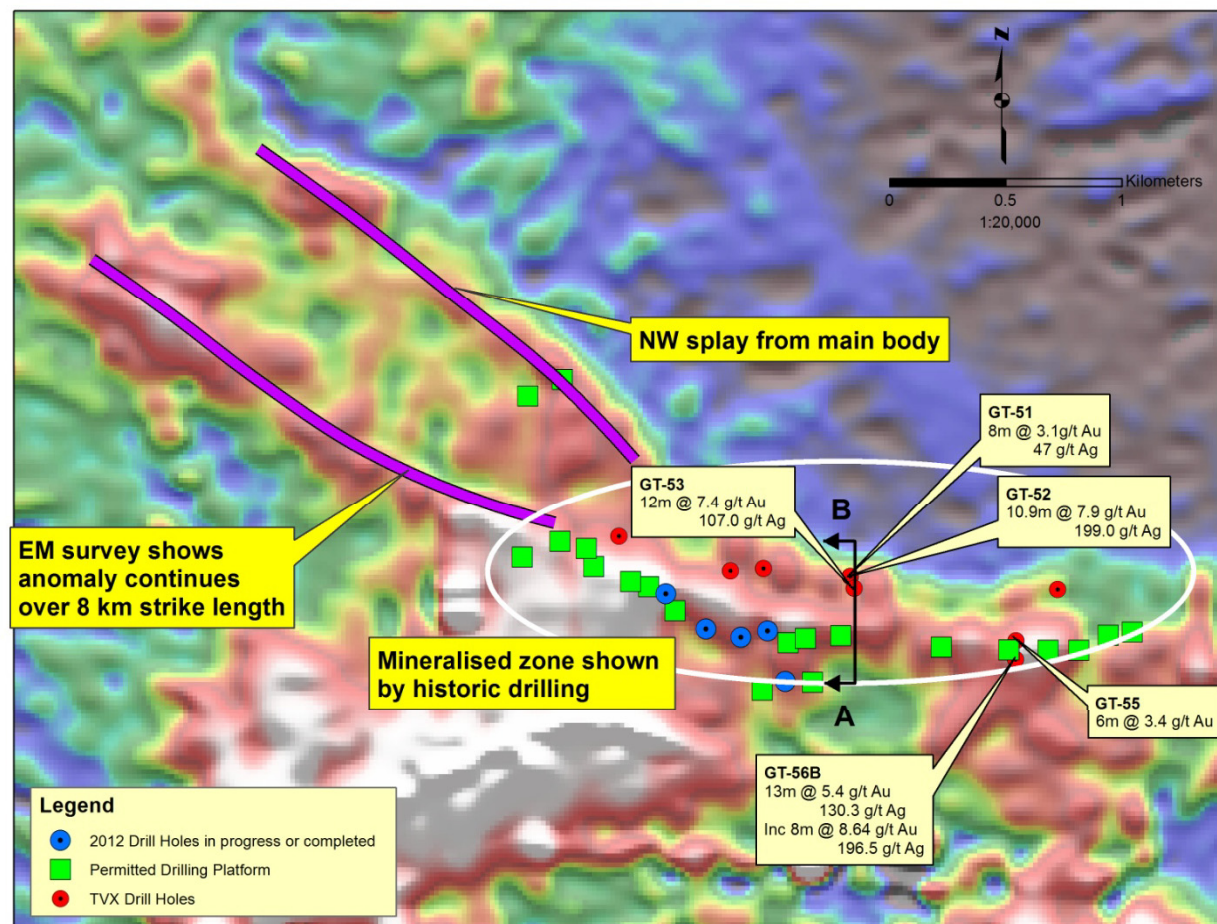 N
Kilometers
0 0.5 1
1:20,000
NW splay from main body
GT-51
8m @ 3.1g/t Au
47 g/t Ag
GT-53
12m @ 7.4 g/t Au
107.0 g/t Ag
B
GT-52
10.9m @ 7.9 g/t Au
199.0 g/t Ag
EM survey shows
anomaly continues
over 8 km strike length
Mineralised zone shown
by historic drilling
A
GT-55
6m @ 3.4 g/t Au
GT-56B
13m @ 5.4 g/t Au
130.3 g/t Ag
Inc 8m @ 8.64 g/t Au
196.5 g/t Ag
Legend
2012 Drill Holes in progress or completed
Permitted Drilling Platform
TVX Drill Holes